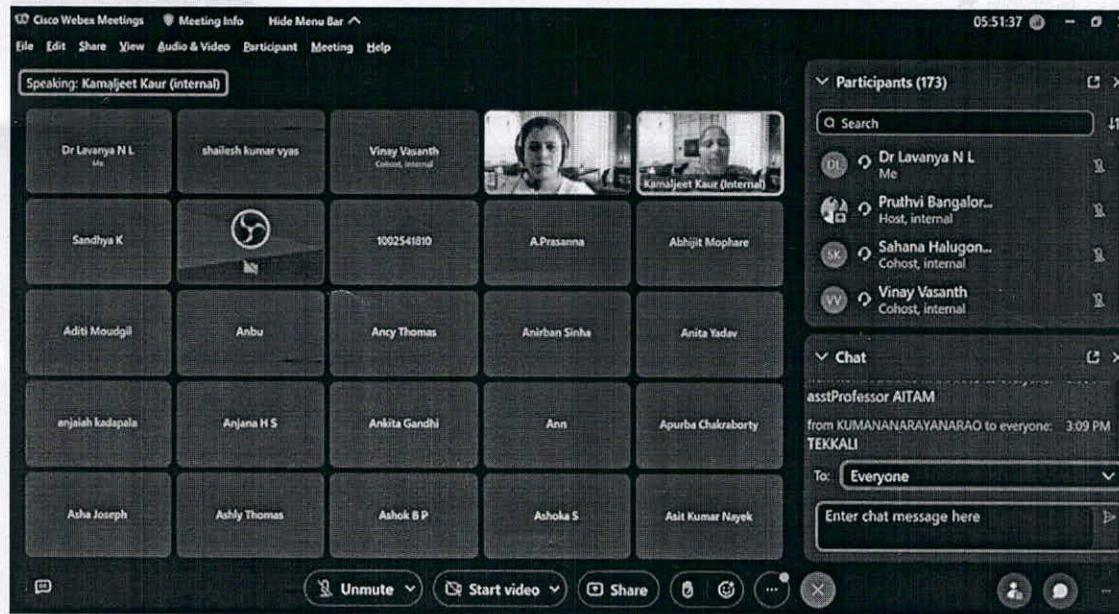 Cisco Webex Meetings Meeting Info Hide Menu Bar 05:51:37
File Edit Share View Audio & Video Participant Meeting Help
Speaking: Kamaljeet Kaur (internal)
Dr Lavanya N L
Me
shailesh kumar vyas
Vinay Vasanth
Cohost, internal
Kamaljeet Kaur (Internal)
Sandhya K
1002541810
A.Prasanna
Abhijit Mophare
Aditi Moudgil
Anbu
Ancy Thomas
Anirban Sinha
Anita Yadav
anjaiah kadapala
Anjana H S
Ankita Gandhi
Ann
Apurba Chakraborty
Asha Joseph
Ashly Thomas
Ashok B P
Ashoka S
Asit Kumar Nayek
Participants (173)
Search
DL Dr Lavanya N L
Me
Pruthvi Bangalor...
Host, internal
SK Sahana Halugon...
Cohost, internal
VV Vinay Vasanth
Cohost, internal
Chat
asstProfessor AITAM
from KUMANANARAYANARAO to everyone: 3:09 PM
TEKKALI
To: Everyone
Enter chat message here
Unmute Start video Share